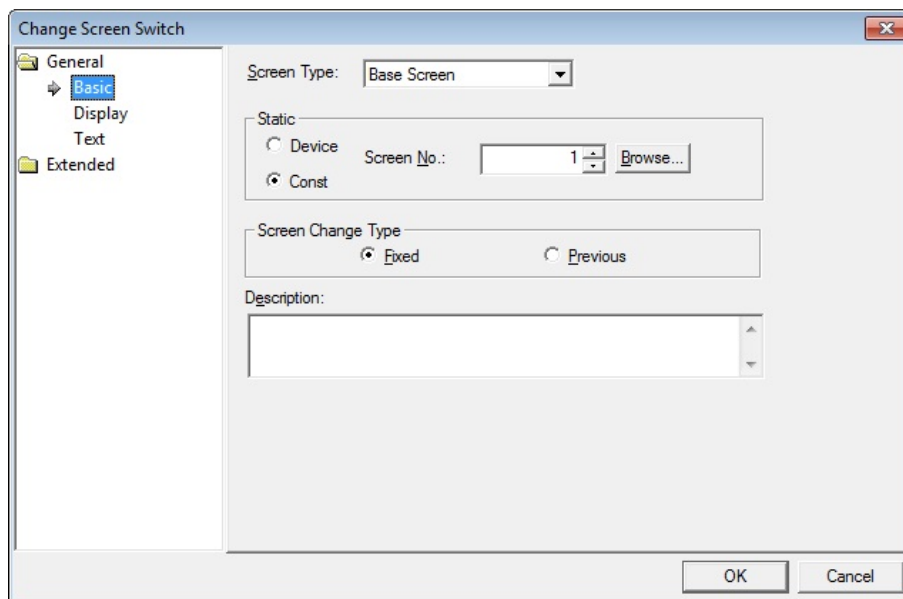 Change Screen Switch
General
Basic
Display
Text
Extended
Screen Type: Base Screen
Static
Device
Const
Screen No.: 1 Browse...
Screen Change Type
Fixed Previous
Description:
OK Cancel